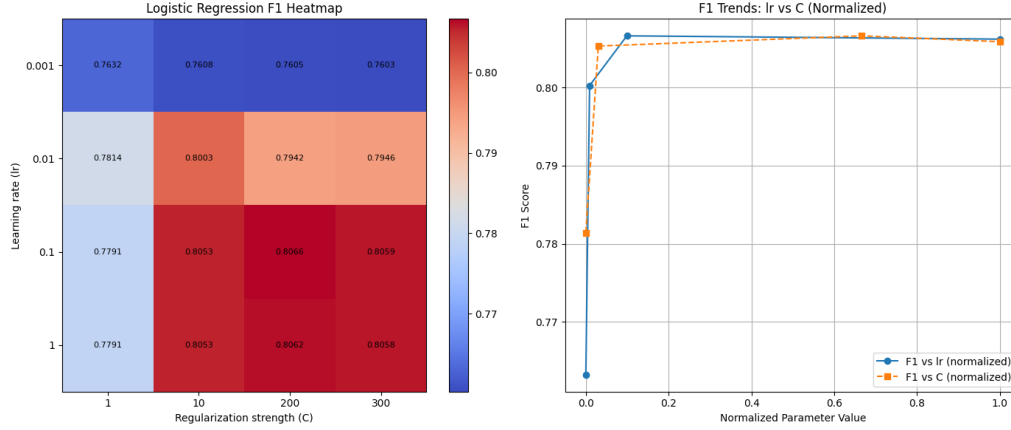 Logistic Regression F1 Heatmap
Learning rate (lr)
0.001
0.01
0.1
1
0.7632 0.7608 0.7605 0.7603
0.7814 0.8003 0.7942 0.7946
0.7791 0.8053 0.8066 0.8059
0.7791 0.8053 0.8062 0.8058
1 10 200 300
Regularization strength (C)
0.80
0.79
0.78
0.77
F1 Trends: lr vs C (Normalized)
F1 Score
0.80
0.79
0.78
0.77
F1 vs lr (normalized)
F1 vs C (normalized)
0.0 0.2 0.4 0.6 0.8 1.0
Normalized Parameter Value